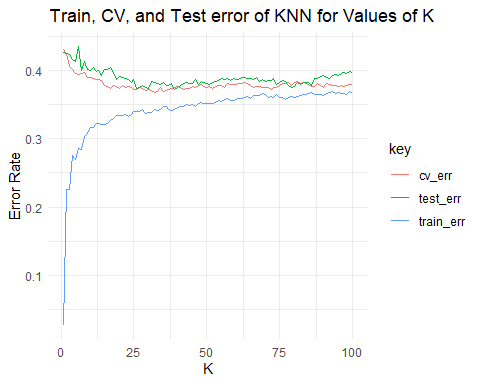 Train, CV, and Test error of KNN for Values of K
0.4
0.3
0.2
0.1
Error Rate
0 25 50 75 100
K
key
cv_err
test_err
train_err